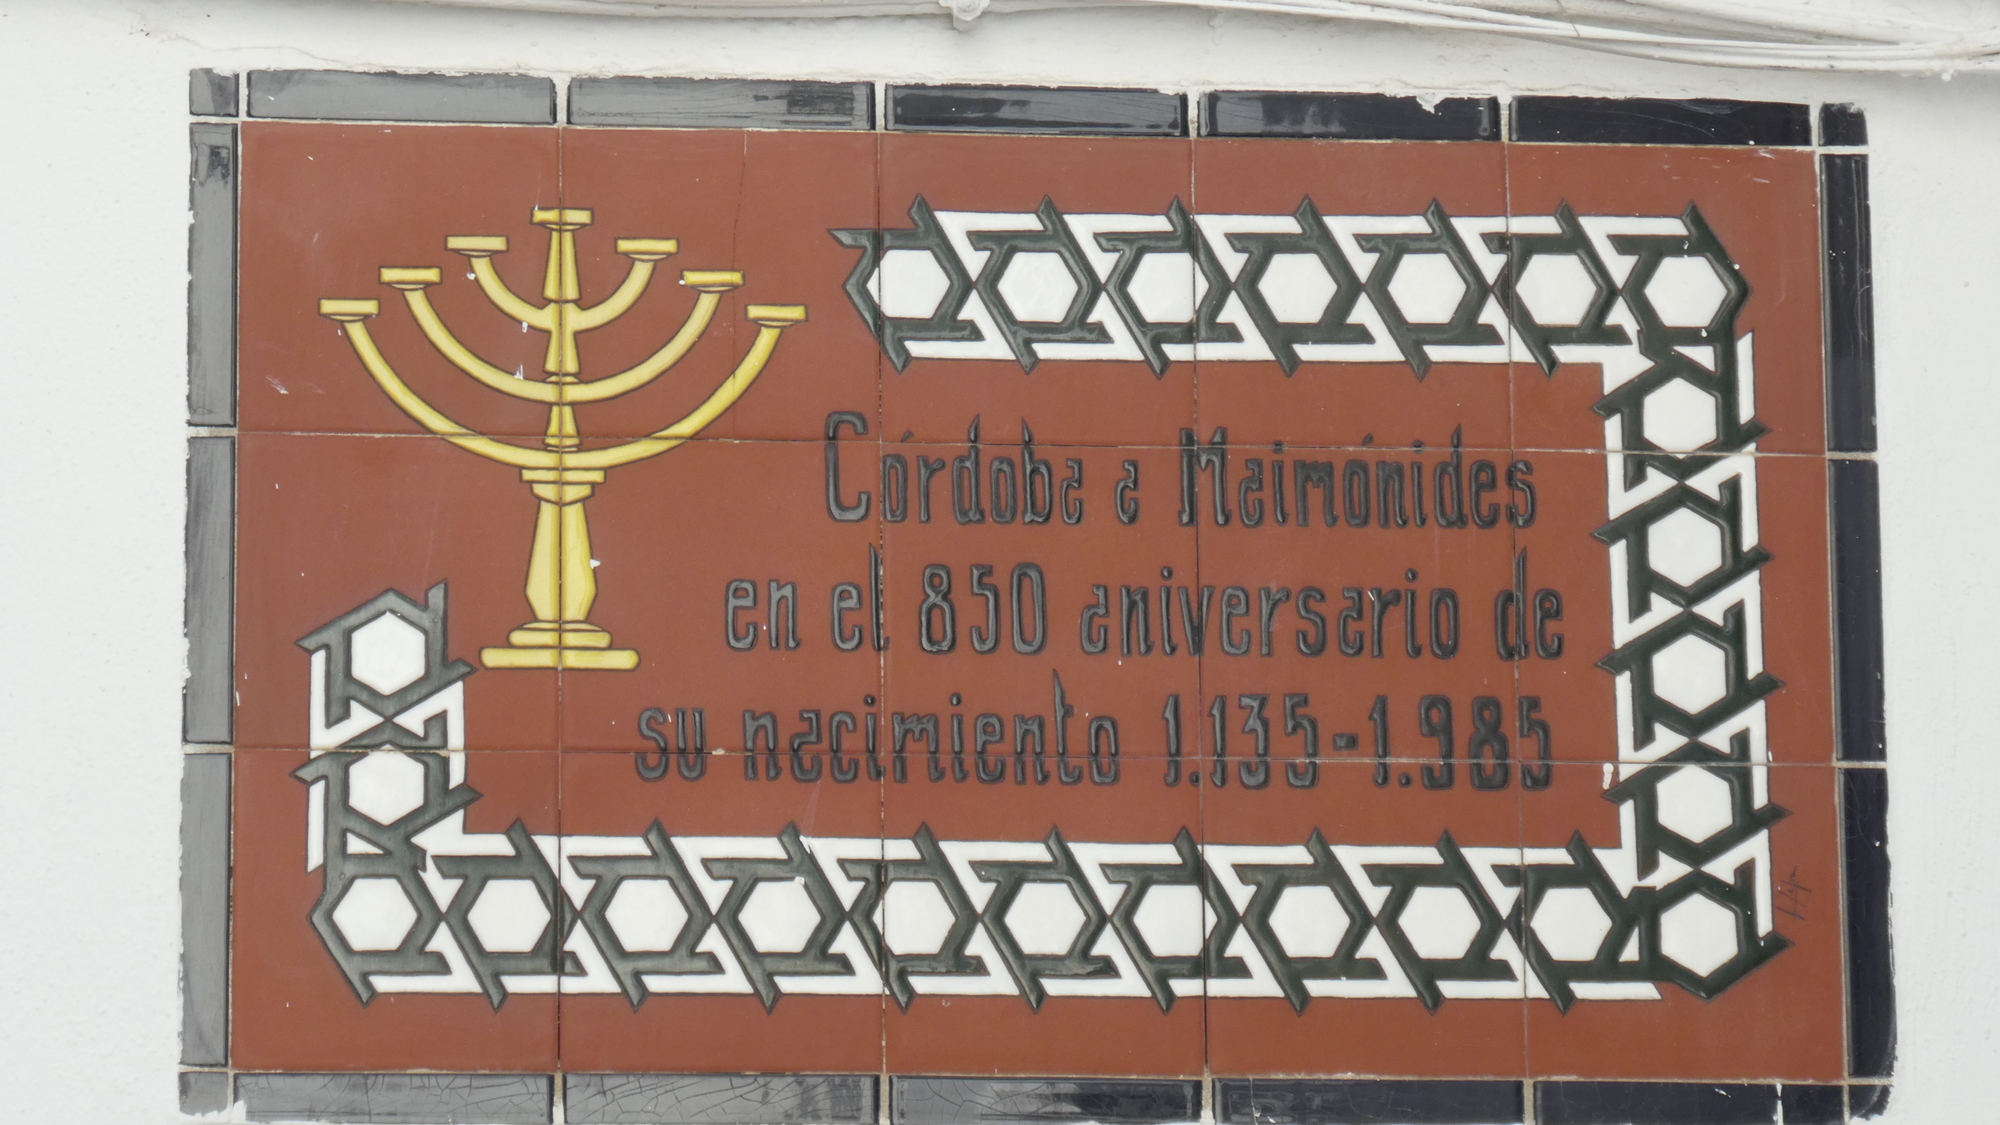 Córdoba a Maimónides
en el 850 aniversario de
su nacimiento 1.135-1.985